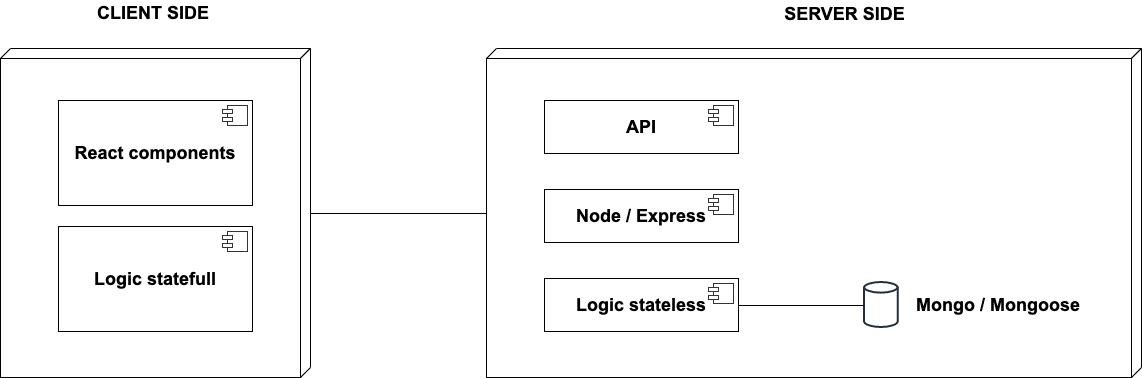 CLIENT SIDE
SERVER SIDE
React components
Logic statefull
API
Node / Express
Logic stateless
Mongo / Mongoose